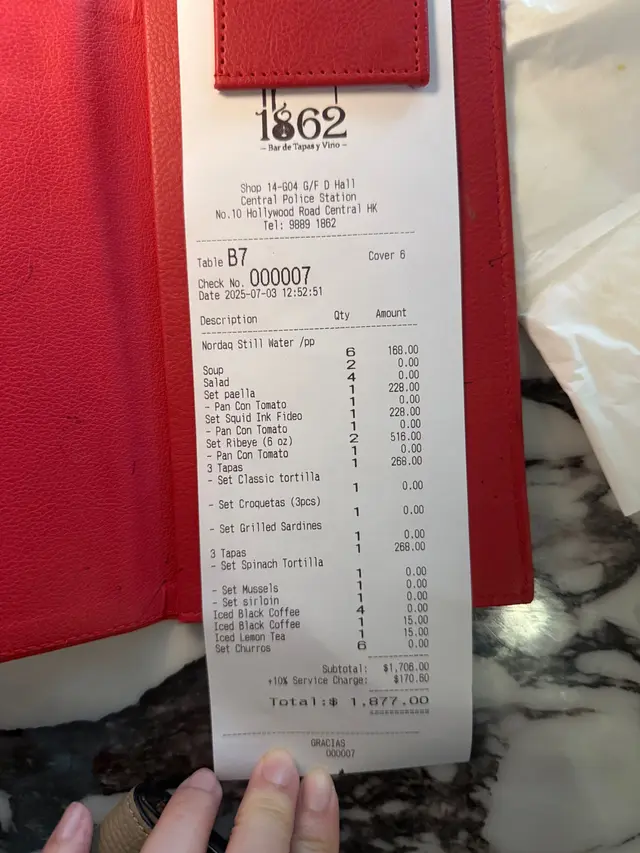 1862
– Bar de Tapas y Vino –
Shop 14-G04 G/F D Hall
Central Police Station
No.10 Hollywood Road Central HK
Tel: 9889 1862
Table B7 Cover 6
Check No. 000007
Date 2025-07-03 12:52:51
Description Qty Amount
Nordaq Still Water /pp
6 168.00
Soup 2 0.00
Salad 4 0.00
Set paella 1 228.00
- Pan Con Tomato 1 0.00
Set Squid Ink Fideo 1 228.00
- Pan Con Tomato 1 0.00
Set Ribeye (6 oz) 2 516.00
- Pan Con Tomato 1 0.00
3 Tapas 1 268.00
- Set Classic tortilla
1 0.00
- Set Croquetas (3pcs)
1 0.00
- Set Grilled Sardines
1 0.00
3 Tapas 1 268.00
- Set Spinach Tortilla
1 0.00
- Set Mussels 1 0.00
- Set sirloin 1 0.00
Iced Black Coffee 4 0.00
Iced Black Coffee 1 15.00
Iced Lemon Tea 1 15.00
Set Churros 6 0.00
Subtotal: $1,706.00
+10% Service Charge: $170.60
Total:$ 1,877.00
GRACIAS
000007